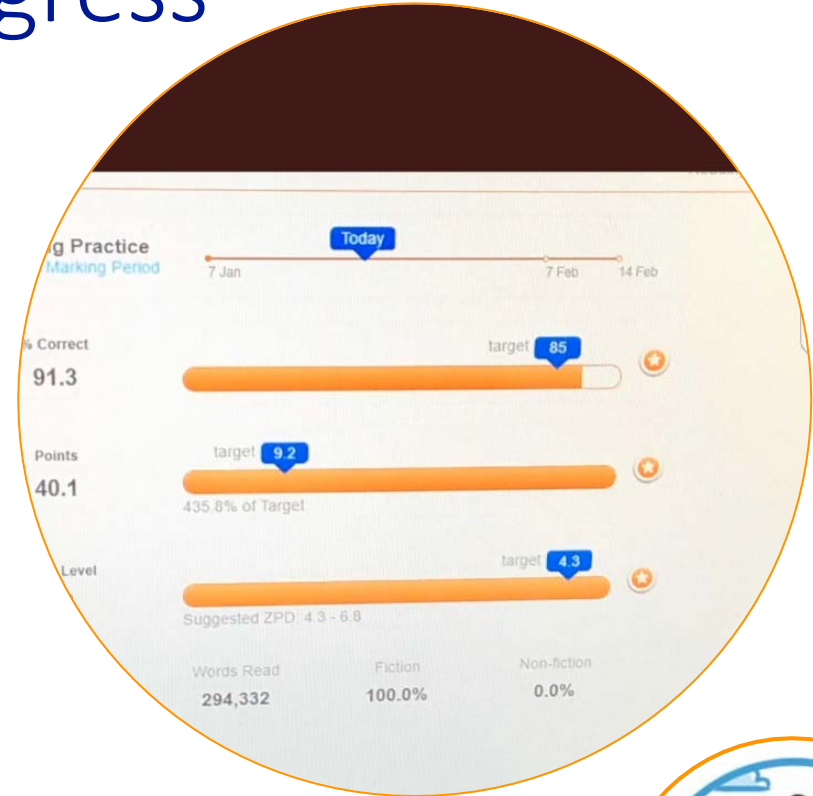 gress
Today
g Practice
Marking Period
7 Jan
7 Feb
14 Feb
% Correct
target 85
91.3
Points
target 9.2
40.1
435.8% of Target
Level
target 4.3
Suggested ZPD: 4.3 - 6.8
Words Read
Fiction
Non-fiction
294,332
100.0%
0.0%